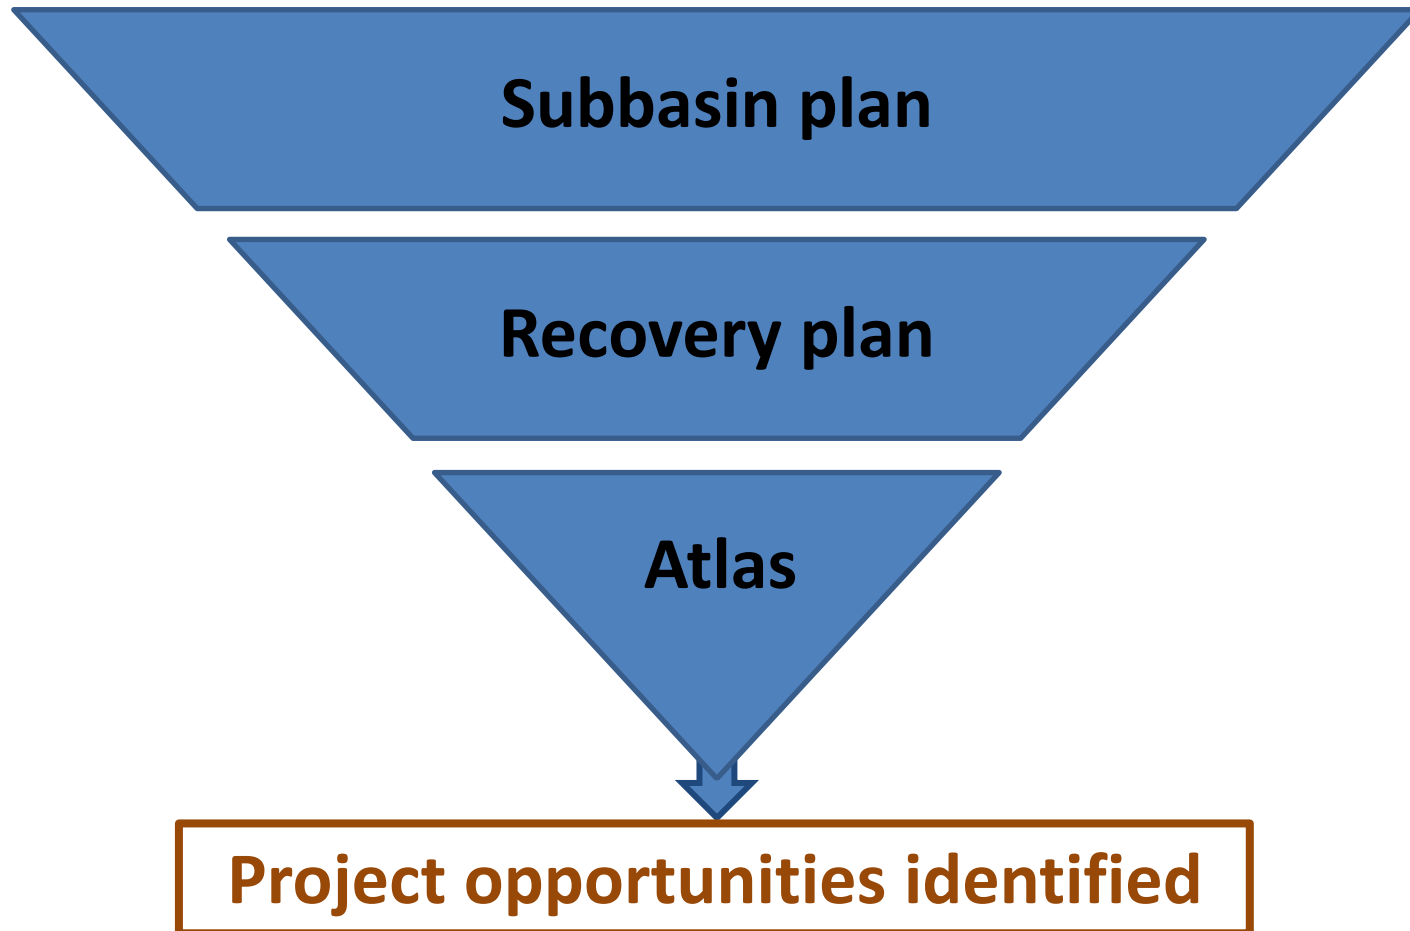 Subbasin plan
Recovery plan
Atlas
Project opportunities identified